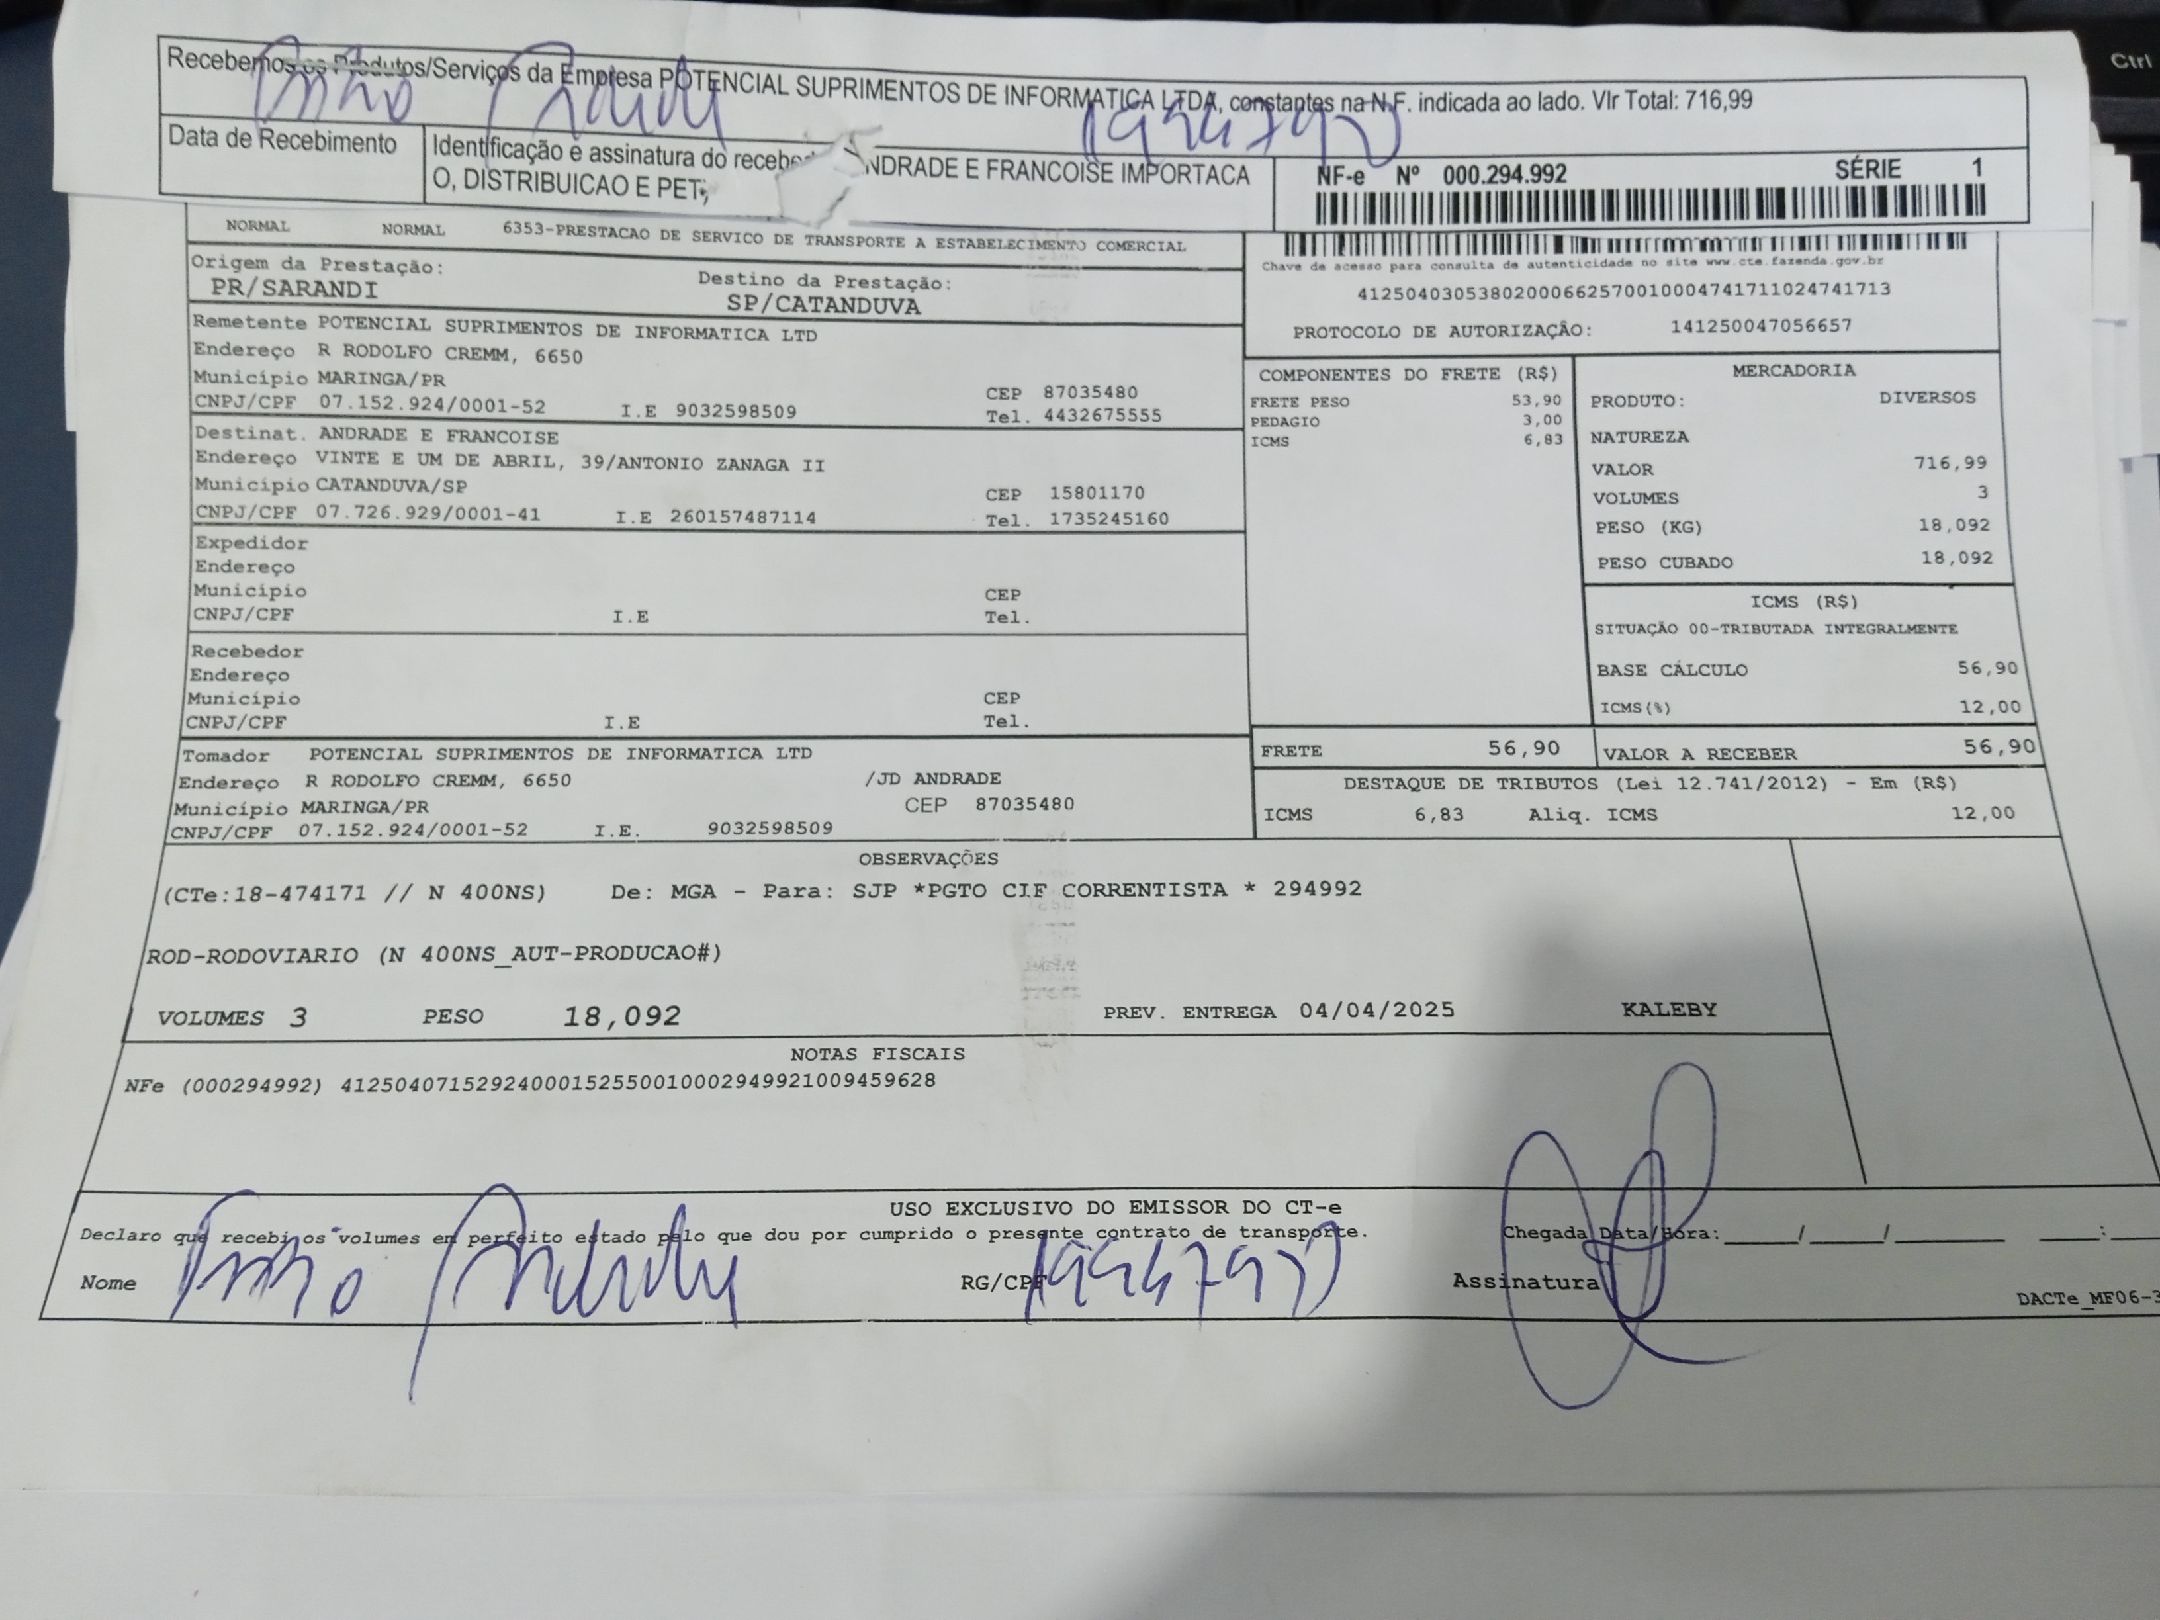 Ctrl
Recebemos os Produtos/Serviços da Empresa POTENCIAL SUPRIMENTOS DE INFORMATICA LTDA, constantes na N.F. indicada ao lado. Vlr Total: 716,99
Data de Recebimento
Identificação e assinatura do recebe NDRADE E FRANCOISE IMPORTACA
O, DISTRIBUICAO E PET;
NF-e Nº 000.294.992 SÉRIE 1
NORMAL NORMAL 6353-PRESTACAO DE SERVICO DE TRANSPORTE A ESTABELECIMENTO COMERCIAL
Chave de acesso para consulta de autenticidade no site www.cte.fazenda.gov.br
41250403053802000662570010004741711024741713
PROTOCOLO DE AUTORIZAÇÃO: 141250047056657
Origem da Prestação:
PR/SARANDI
Destino da Prestação:
SP/CATANDUVA
Remetente POTENCIAL SUPRIMENTOS DE INFORMATICA LTD
Endereço R RODOLFO CREMM, 6650
Município MARINGA/PR CEP 87035480
CNPJ/CPF 07.152.924/0001-52 I.E 9032598509 Tel. 4432675555
Destinat. ANDRADE E FRANCOISE
Endereço VINTE E UM DE ABRIL, 39/ANTONIO ZANAGA II
Município CATANDUVA/SP CEP 15801170
CNPJ/CPF 07.726.929/0001-41 I.E 260157487114 Tel. 1735245160
Expedidor
Endereço
Município CEP
CNPJ/CPF I.E Tel.
Recebedor
Endereço
Município CEP
CNPJ/CPF I.E Tel.
Tomador POTENCIAL SUPRIMENTOS DE INFORMATICA LTD
Endereço R RODOLFO CREMM, 6650 /JD ANDRADE
Município MARINGA/PR CEP 87035480
CNPJ/CPF 07.152.924/0001-52 I.E. 9032598509
COMPONENTES DO FRETE (R$)
FRETE PESO 53,90
PEDAGIO 3,00
ICMS 6,83
MERCADORIA
PRODUTO: DIVERSOS
NATUREZA
VALOR 716,99
VOLUMES 3
PESO (KG) 18,092
PESO CUBADO 18,092
ICMS (R$)
SITUAÇÃO 00-TRIBUTADA INTEGRALMENTE
BASE CÁLCULO 56,90
ICMS(%) 12,00
FRETE 56,90 VALOR A RECEBER 56,90
DESTAQUE DE TRIBUTOS (Lei 12.741/2012) - Em (R$)
ICMS 6,83 Aliq. ICMS 12,00
OBSERVAÇÕES
(CTe:18-474171 // N 400NS) De: MGA - Para: SJP *PGTO CIF CORRENTISTA * 294992
ROD-RODOVIARIO (N 400NS_AUT-PRODUCAO#)
VOLUMES 3 PESO 18,092 PREV. ENTREGA 04/04/2025 KALEBY
NOTAS FISCAIS
NFe (000294992) 41250407152924000152550010002949921009459628
USO EXCLUSIVO DO EMISSOR DO CT-e
Declaro que recebi os volumes em perfeito estado pelo que dou por cumprido o presente contrato de transporte.
Chegada Data/Hora: ____/____/______ ___:___
Nome RG/CPF Assinatura
DACTe_MF06-3